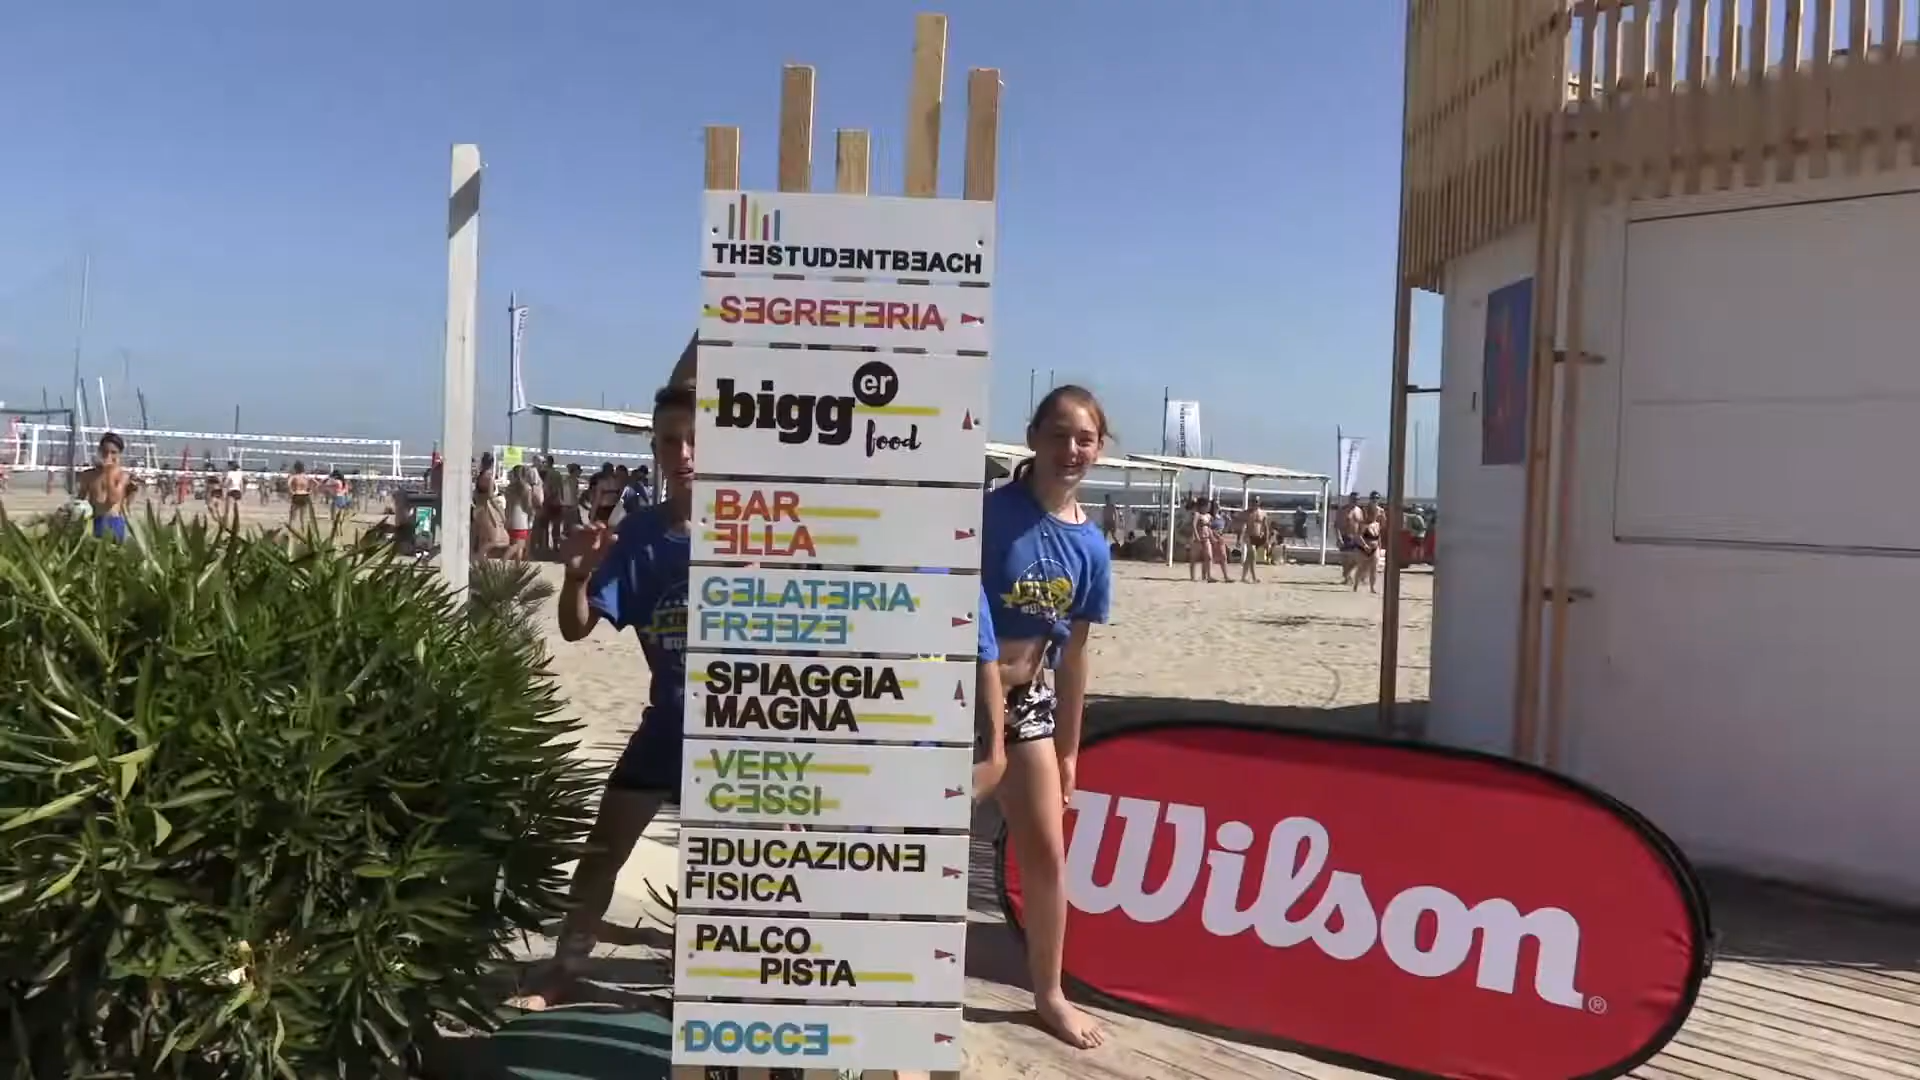 THESTUDENTBEACH
SEGRETERIA
bigg er
food
BAR
ELLA
GELATERIA
FREEZE
SPIAGGIA
MAGNA
VERY
CESSI
EDUCAZIONE
FISICA
PALCO
PISTA
DOCCE
Wilson®